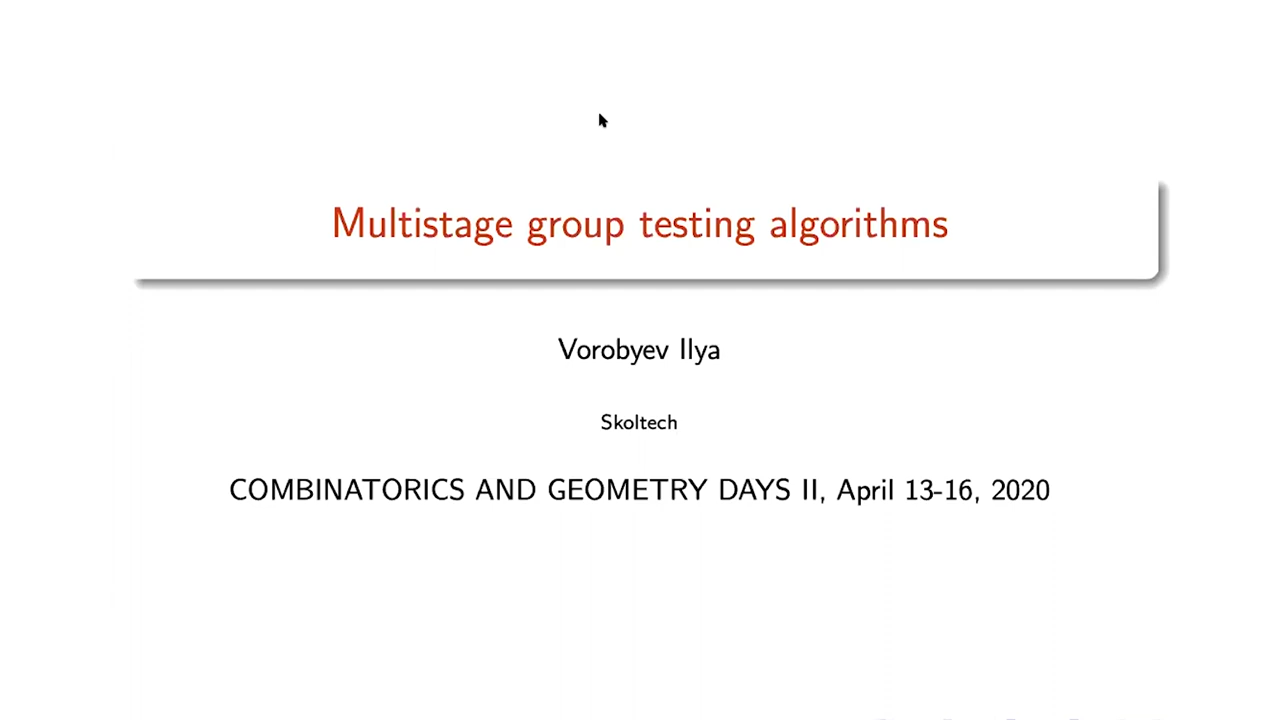 Multistage group testing algorithms
Vorobyev Ilya
Skoltech
COMBINATORICS AND GEOMETRY DAYS II, April 13-16, 2020